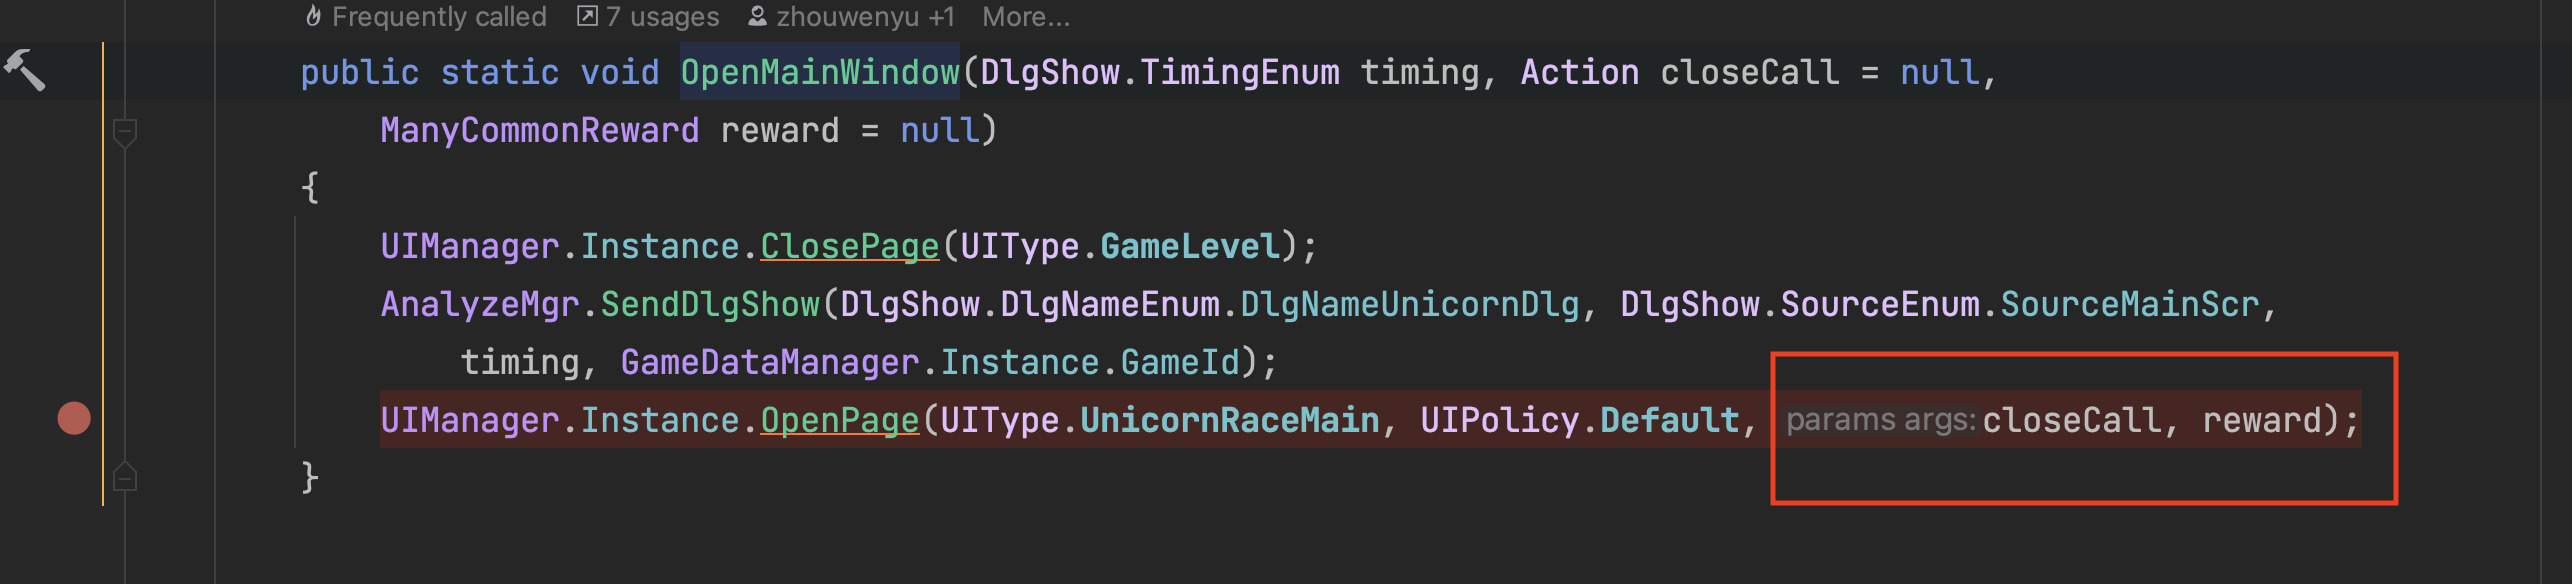 Frequently called 7 usages zhouwenyu +1 More...
public static void OpenMainWindow(DlgShow.TimingEnum timing, Action closeCall = null,
ManyCommonReward reward = null)
{
UIManager.Instance.ClosePage(UIType.GameLevel);
AnalyzeMgr.SendDlgShow(DlgShow.DlgNameEnum.DlgNameUnicornDlg, DlgShow.SourceEnum.SourceMainScr,
timing, GameDataManager.Instance.GameId);
UIManager.Instance.OpenPage(UIType.UnicornRaceMain, UIPolicy.Default, params args: closeCall, reward);
}